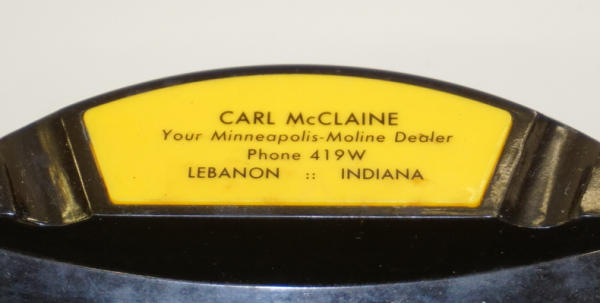 CARL McCLAINE
Your Minneapolis-Moline Dealer
Phone 419W
LEBANON :: INDIANA